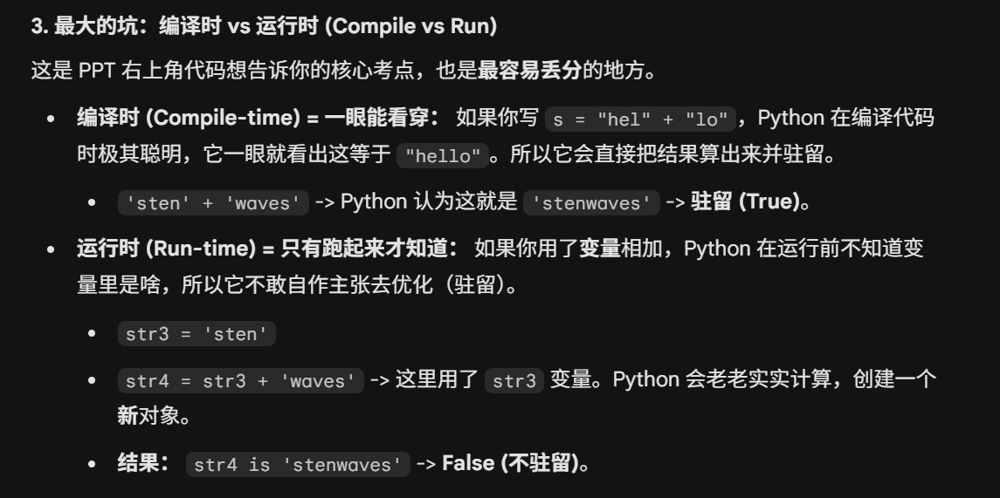 3. 最大的坑：编译时 vs 运行时 (Compile vs Run)
这是 PPT 右上角代码想告诉你的核心考点，也是最容易丢分的地方。
• 编译时 (Compile-time) = 一眼能看穿： 如果你写 s = "hel" + "lo" ，Python 在编译代码
时极其聪明，它一眼就看出这等于 "hello" 。所以它会直接把结果算出来并驻留。
• 'sten' + 'waves' -> Python 认为这就是 'stenwaves' -> 驻留 (True)。
• 运行时 (Run-time) = 只有跑起来才知道： 如果你用了变量相加，Python 在运行前不知道变
量里是啥，所以它不敢自作主张去优化（驻留）。
• str3 = 'sten'
• str4 = str3 + 'waves' -> 这里用了 str3 变量。Python 会老老实实计算，创建一个
新对象。
• 结果： str4 is 'stenwaves' -> False (不驻留)。